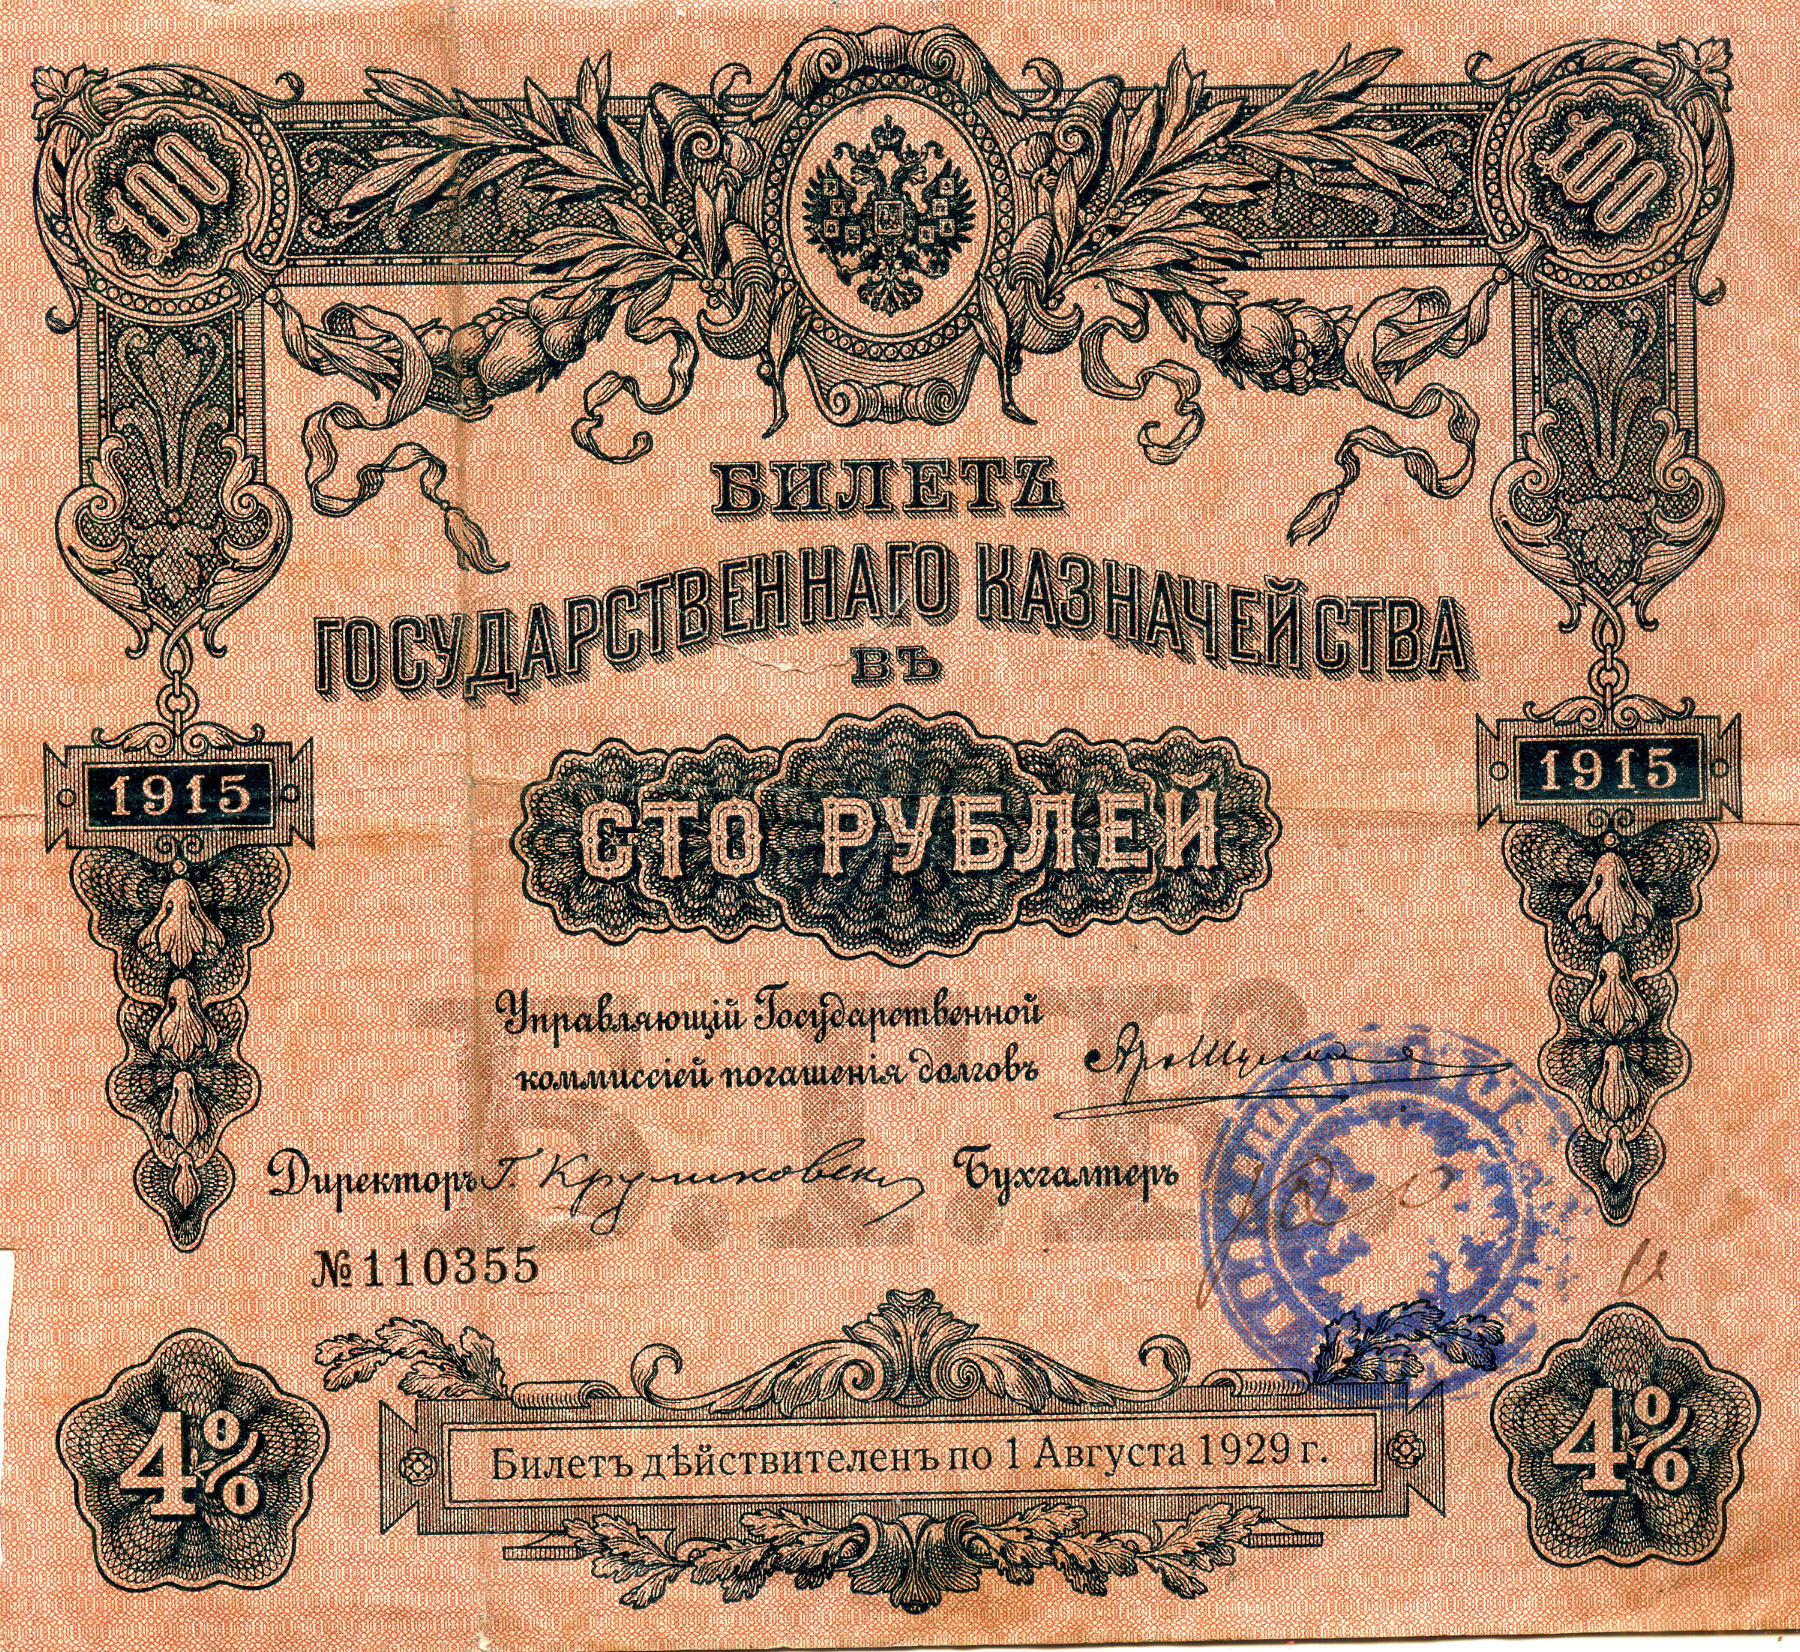 100 100
БИЛЕТЪ
ГОСУДАРСТВЕННАГО КАЗНАЧЕЙСТВА
ВЪ
1915 1915
СТО РУБЛЕЙ
Управляющій Государственной
коммиссіей погашенія долговъ
Директоръ Бухгалтеръ
№110355
4% 4%
Билетъ дѣйствителенъ по 1 Августа 1929 г.